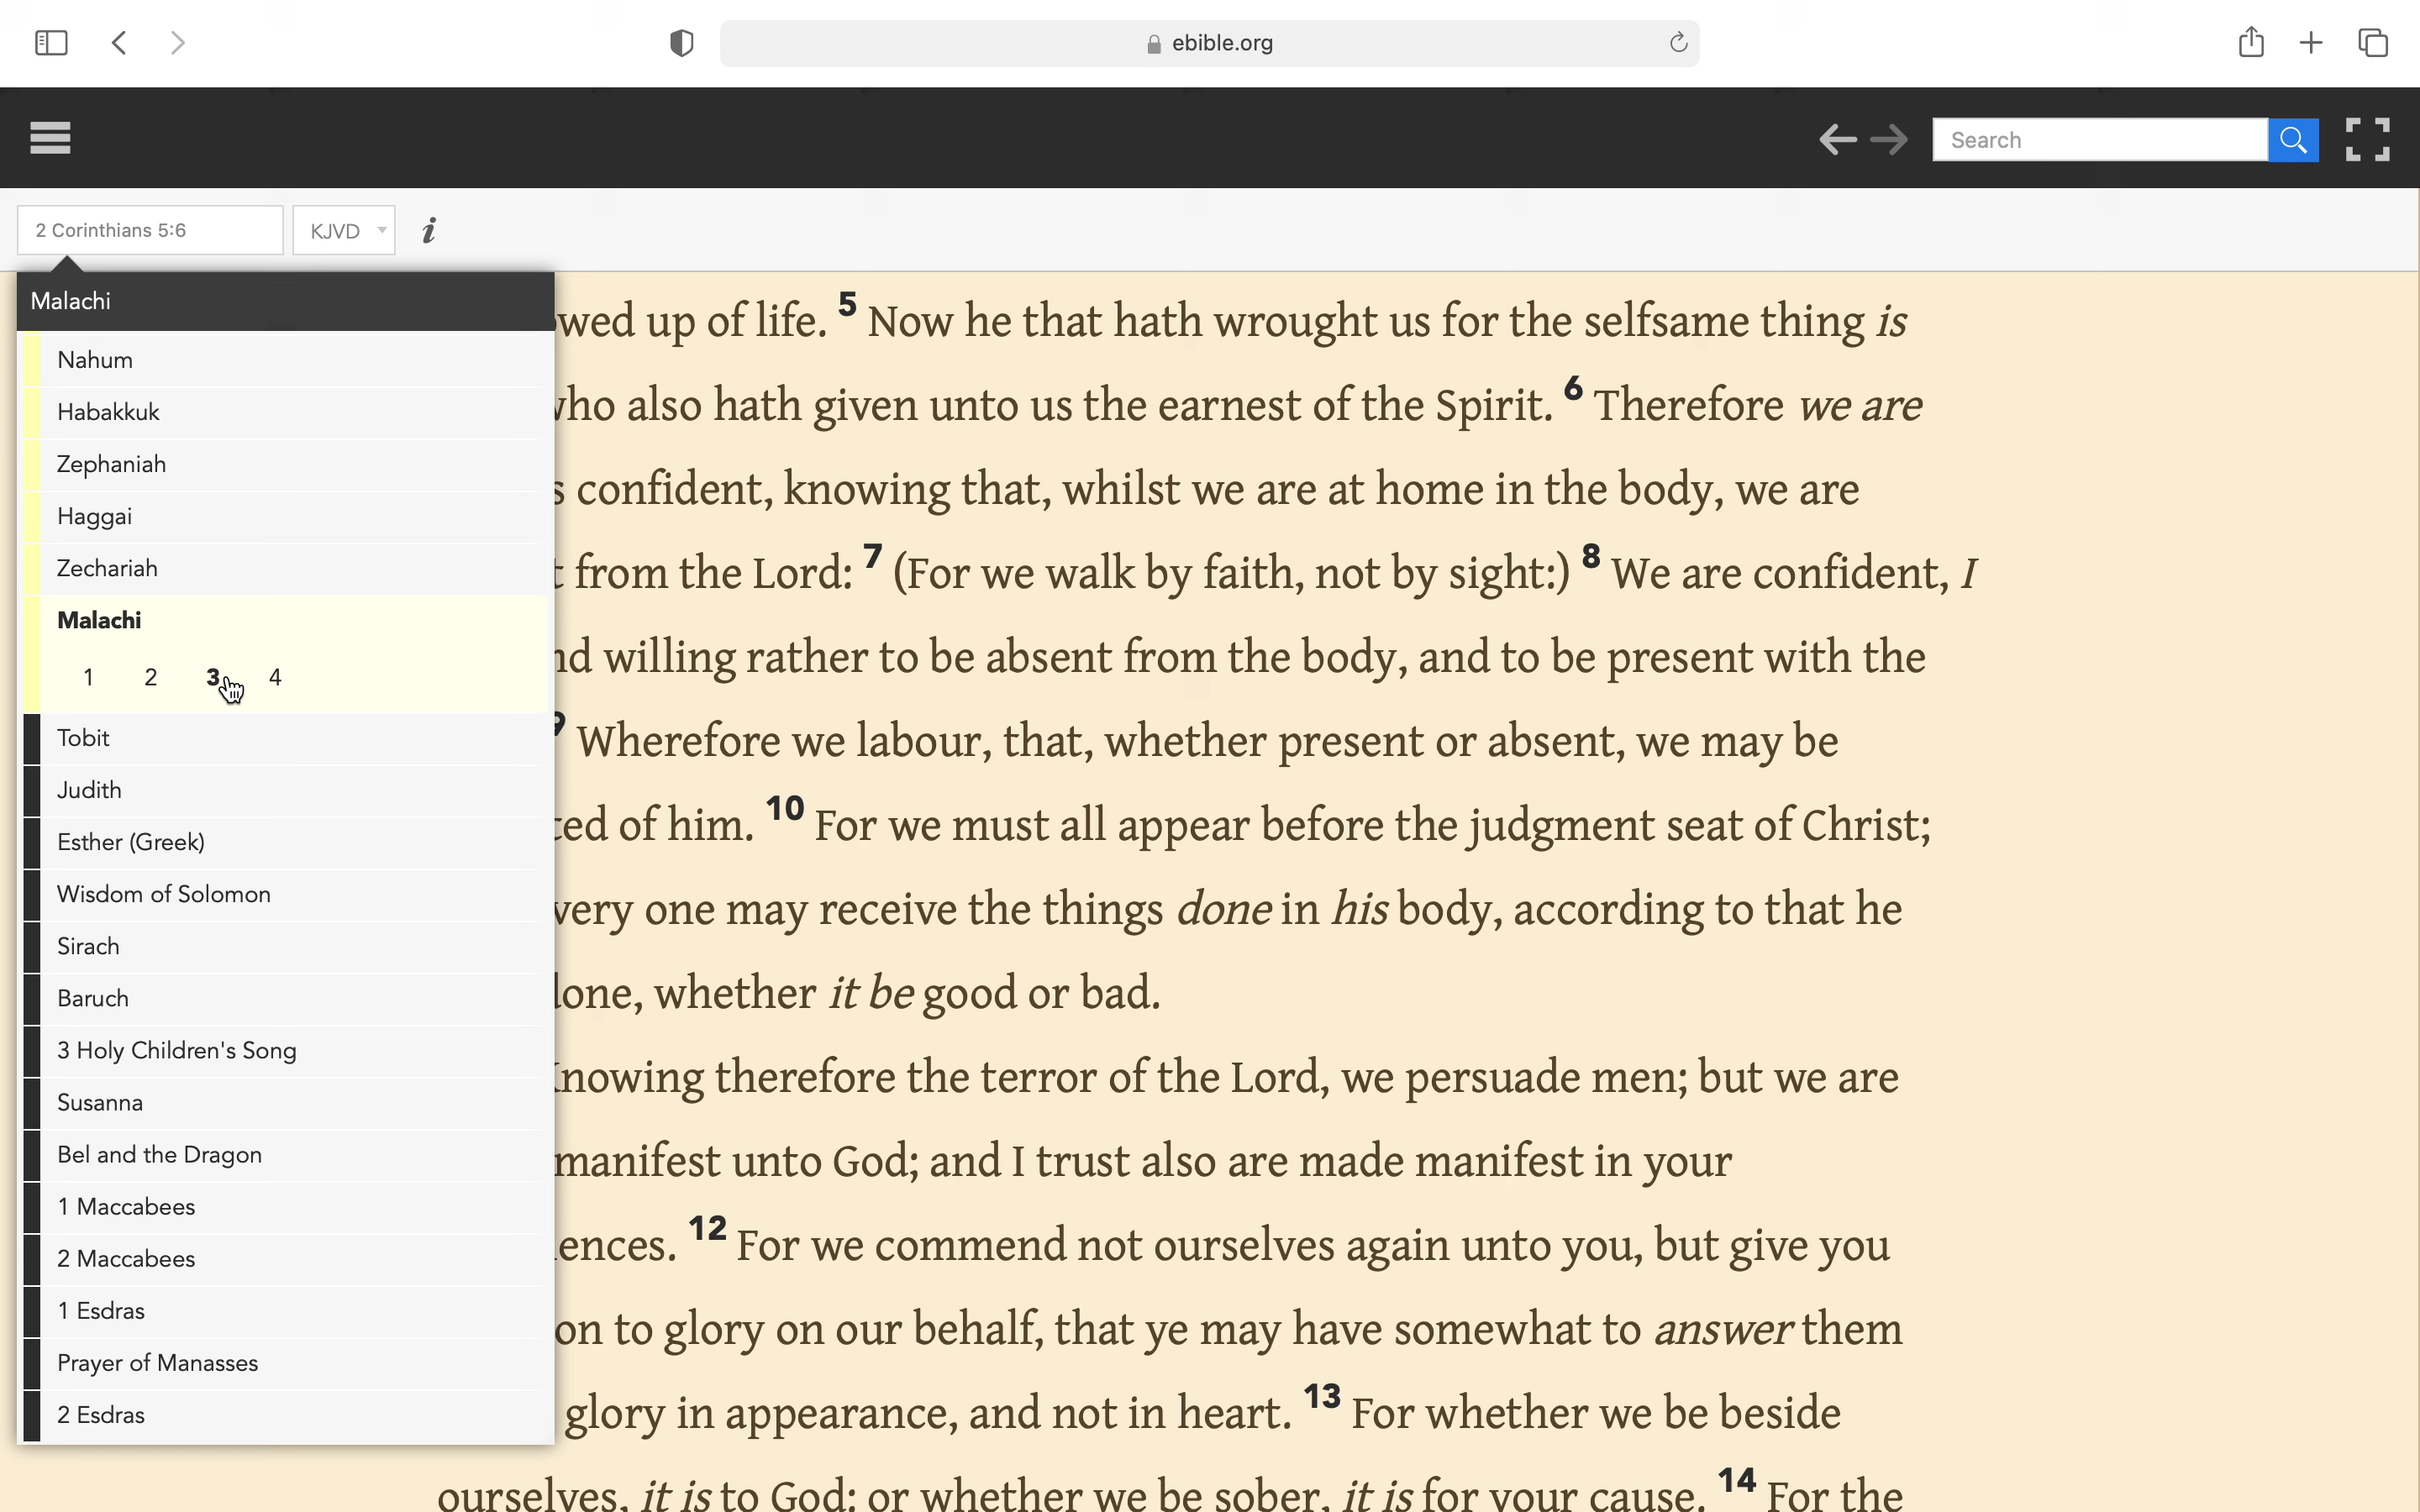 ebible.org
Search
2 Corinthians 5:6
KJVD
i
Malachi
Nahum
Habakkuk
Zephaniah
Haggai
Zechariah
Malachi
1 2 3 4
Tobit
Judith
Esther (Greek)
Wisdom of Solomon
Sirach
Baruch
3 Holy Children's Song
Susanna
Bel and the Dragon
1 Maccabees
2 Maccabees
1 Esdras
Prayer of Manasses
2 Esdras
wed up of life. 5 Now he that hath wrought us for the selfsame thing is
who also hath given unto us the earnest of the Spirit. 6 Therefore we are
s confident, knowing that, whilst we are at home in the body, we are
t from the Lord: 7 (For we walk by faith, not by sight:) 8 We are confident, I
nd willing rather to be absent from the body, and to be present with the
9 Wherefore we labour, that, whether present or absent, we may be
ted of him. 10 For we must all appear before the judgment seat of Christ;
very one may receive the things done in his body, according to that he
done, whether it be good or bad.
Knowing therefore the terror of the Lord, we persuade men; but we are
manifest unto God; and I trust also are made manifest in your
iences. 12 For we commend not ourselves again unto you, but give you
on to glory on our behalf, that ye may have somewhat to answer them
glory in appearance, and not in heart. 13 For whether we be beside
ourselves, it is to God: or whether we be sober, it is for your cause. 14 For the